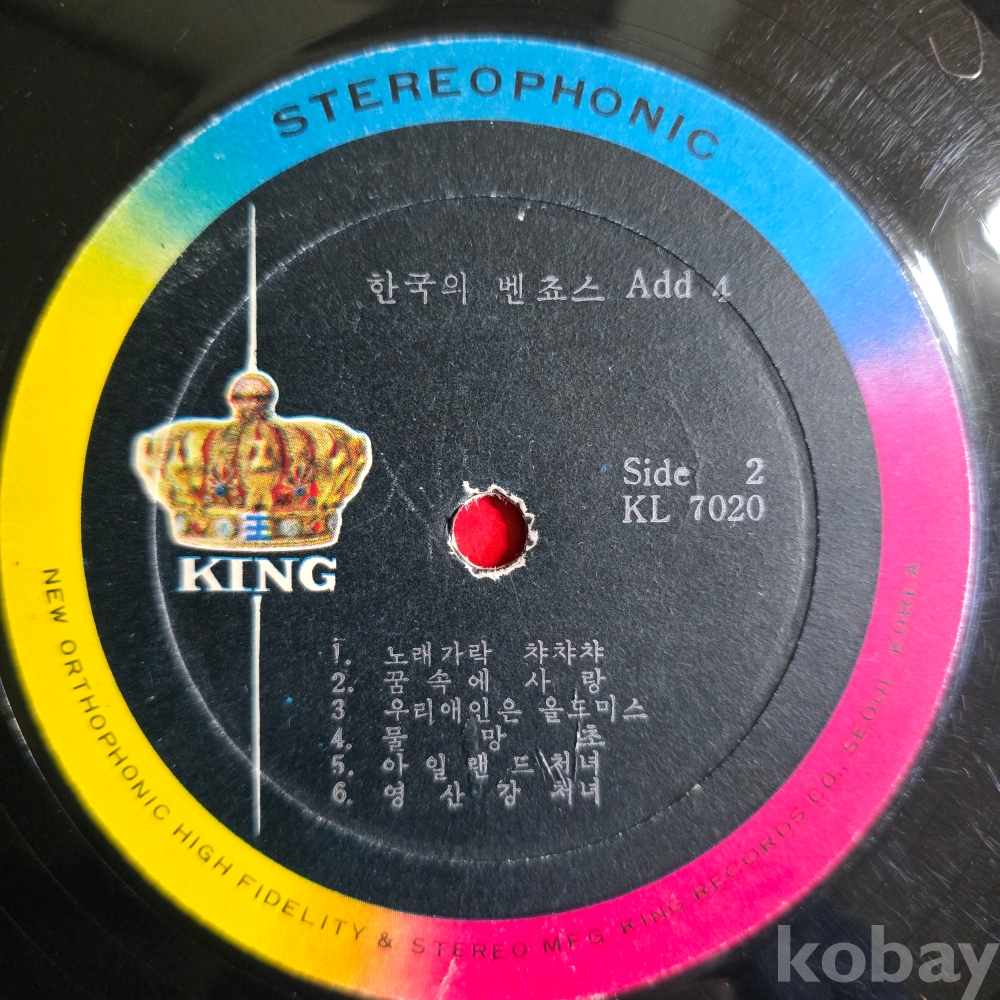 STEREOPHONIC
한국의 벤쵸스 Add 4
Side 2
KL 7020
王
KING
1. 노래가락 챠챠챠
2. 꿈속에 사랑
3 우리애인은 올드미스
4. 물망초
5. 아일랜드처녀
6. 영산강 처녀
NEW ORTHOPHONIC HIGH FIDELITY & STEREO MFG KING RECORDS CO., SEOUL, KOREA
kobay